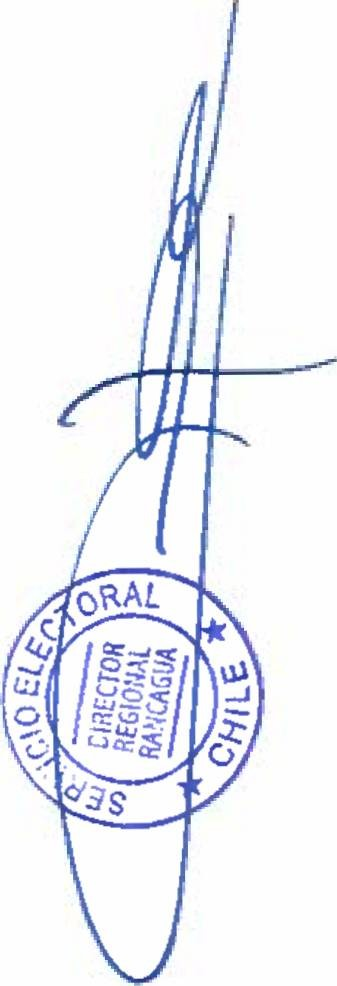 SERVICIO ELECTORAL
DIRECTOR
REGIONAL
RANCAGUA
★ CHILE ★